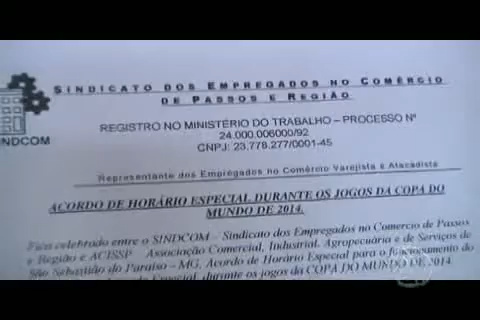 SINDICATO DOS EMPREGADOS NO COMÉRCIO
DE PASSOS E REGIÃO
SINDCOM
REGISTRO NO MINISTÉRIO DO TRABALHO – PROCESSO Nº
24.000.006000/92
CNPJ: 23.778.277/0001-45
Representante dos Empregados no Comércio Varejista e Atacadista
ACORDO DE HORÁRIO ESPECIAL DURANTE OS JOGOS DA COPA DO
MUNDO DE 2014.
Fica celebrado entre o SINDCOM – Sindicato dos Empregados no Comercio de Passos
e Região e ACISSP – Associação Comercial, Industrial, Agropecuária e de Serviços de
São Sebastião do Paraiso – MG, Acordo de Horário Especial para o funcionamento do
Especial, durante os jogos da COPA DO MUNDO DE 2014.